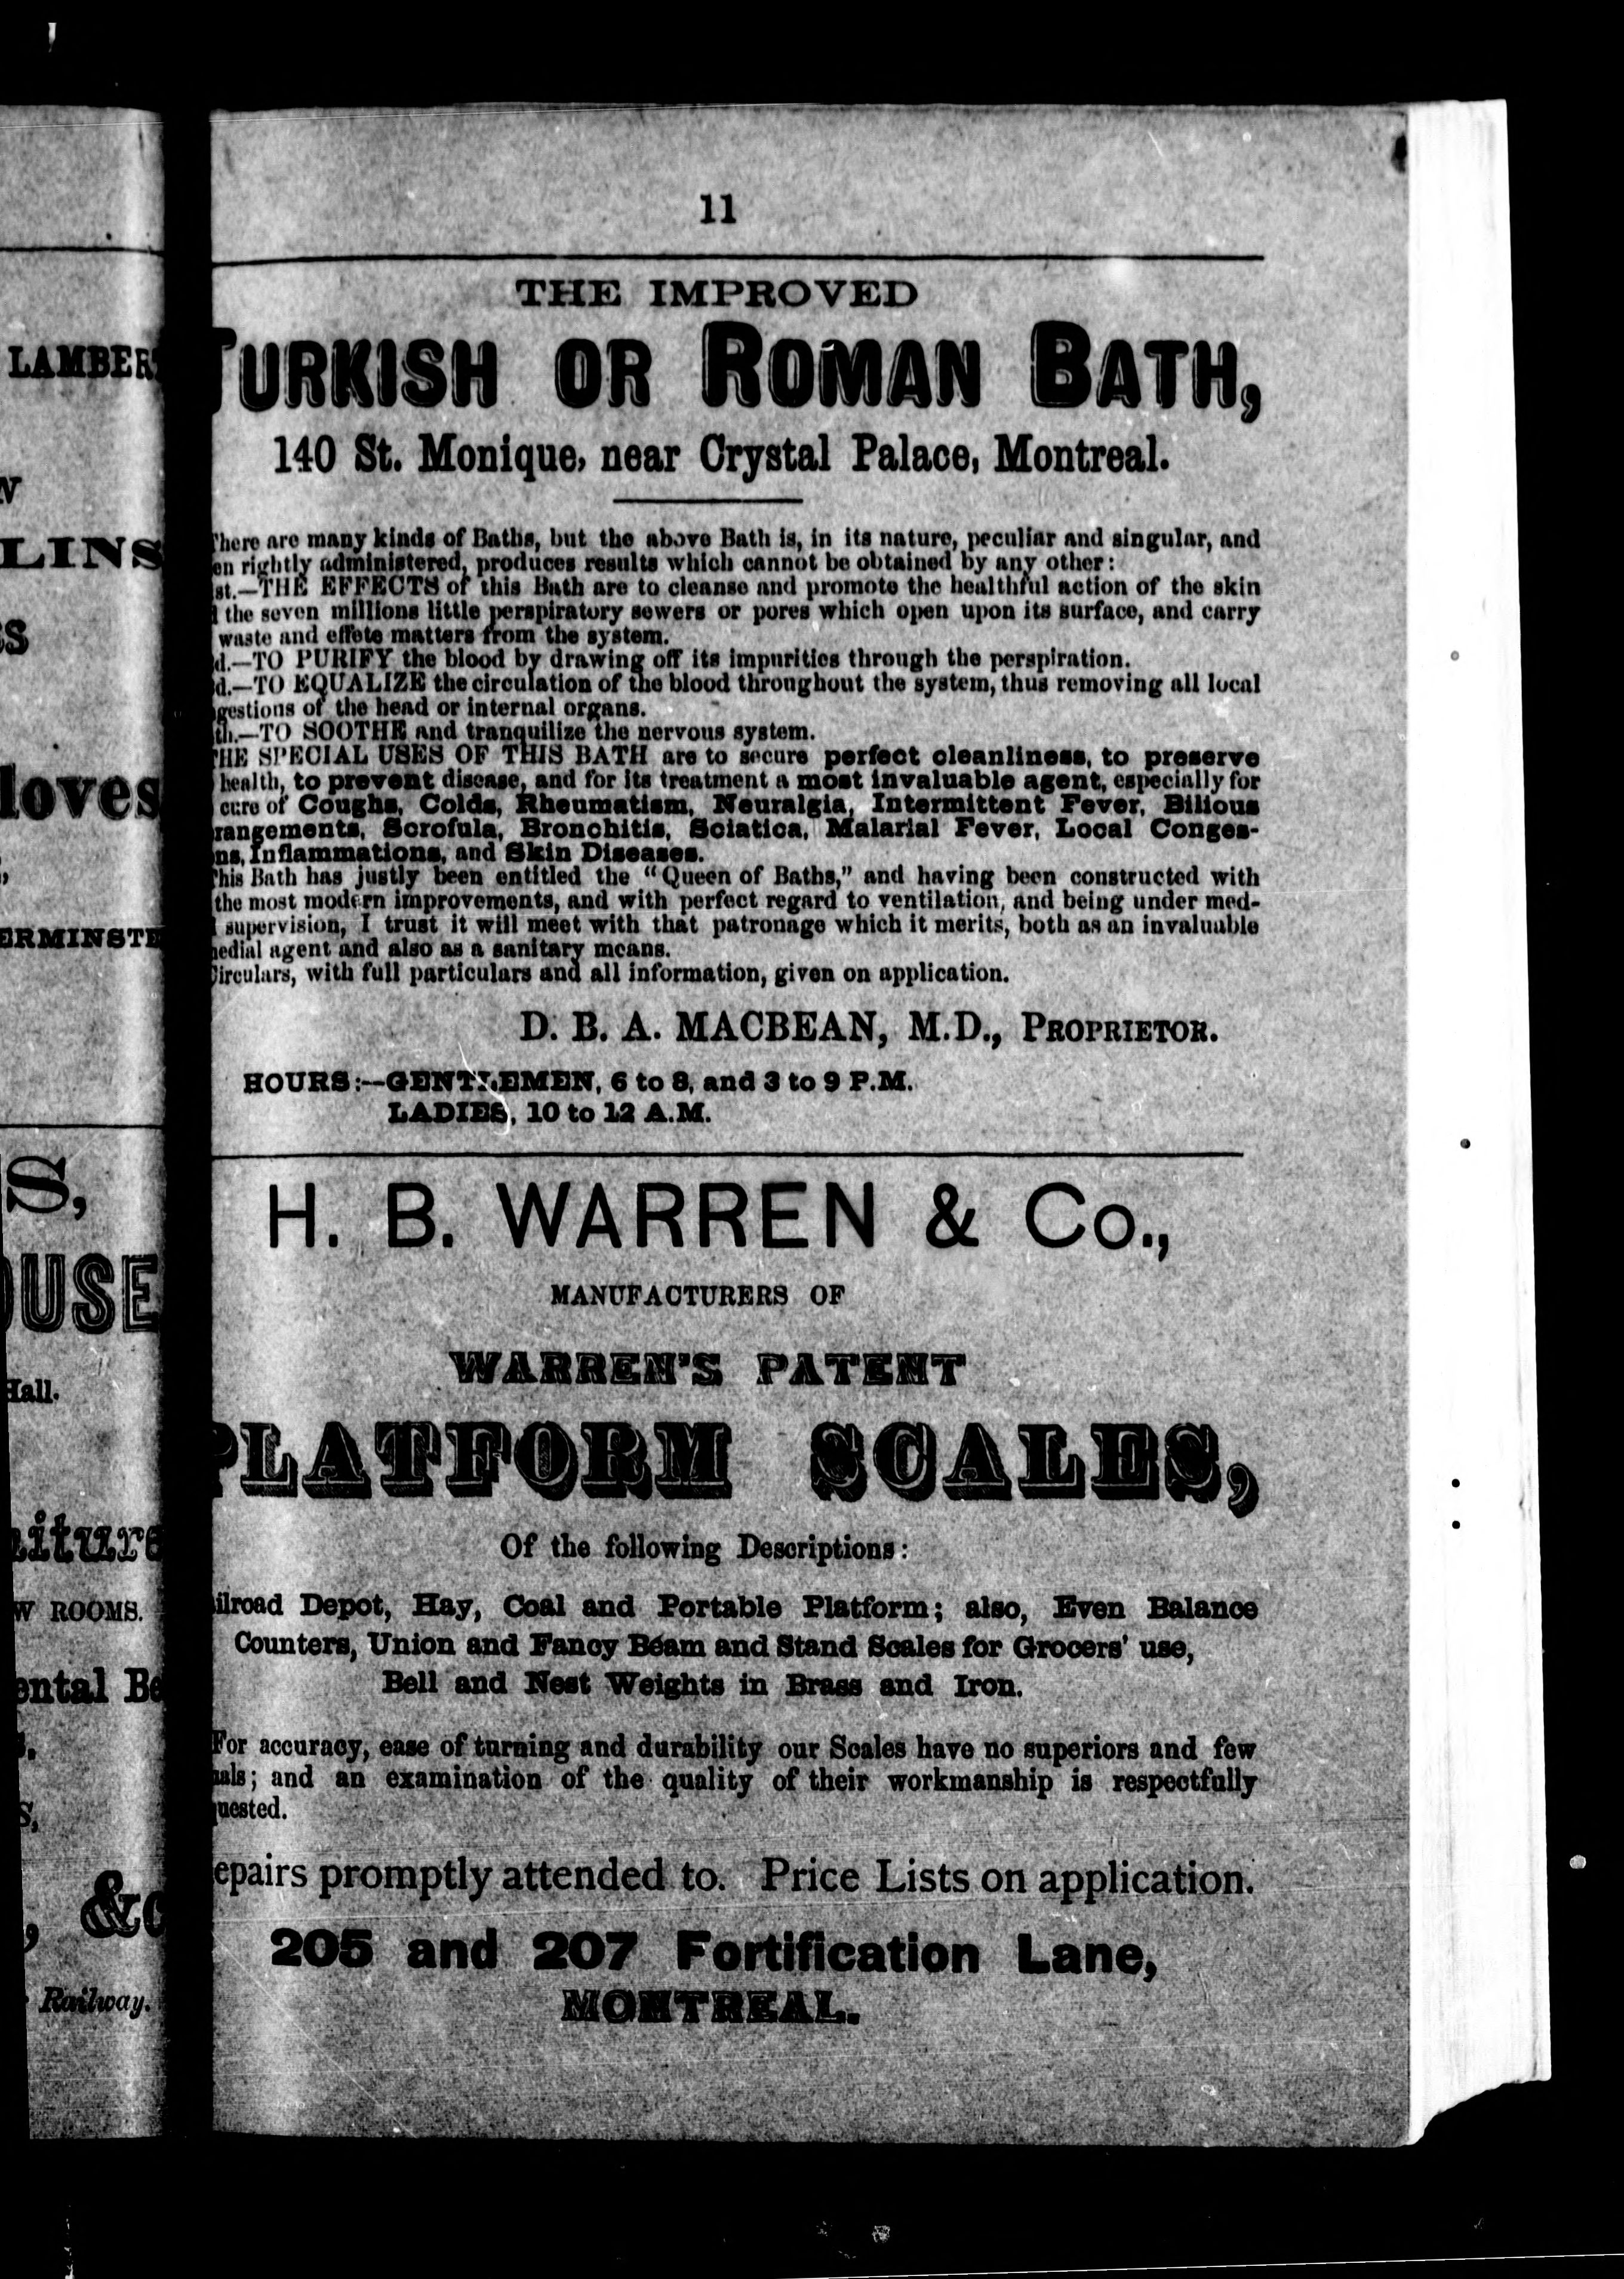 11
THE IMPROVED
TURKISH OR ROMAN BATH,
140 St. Monique, near Crystal Palace, Montreal.
There are many kinds of Baths, but the above Bath is, in its nature, peculiar and singular, and
en rightly administered, produces results which cannot be obtained by any other:
st.—THE EFFECTS of this Bath are to cleanse and promote the healthful action of the skin
the seven millions little perspiratory sewers or pores which open upon its surface, and carry
waste and effete matters from the system.
d.—TO PURIFY the blood by drawing off its impurities through the perspiration.
d.—TO EQUALIZE the circulation of the blood throughout the system, thus removing all local
gestions of the head or internal organs.
th.—TO SOOTHE and tranquilize the nervous system.
THE SPECIAL USES OF THIS BATH are to secure perfect cleanliness, to preserve
health, to prevent disease, and for its treatment a most invaluable agent, especially for
cure of Coughs, Colds, Rheumatism, Neuralgia, Intermittent Fever, Bilious
rangements, Scrofula, Bronchitis, Sciatica, Malarial Fever, Local Conges-
ns, Inflammations, and Skin Diseases.
This Bath has justly been entitled the "Queen of Baths," and having been constructed with
the most modern improvements, and with perfect regard to ventilation, and being under med-
supervision, I trust it will meet with that patronage which it merits, both as an invaluable
edial agent and also as a sanitary means.
Circulars, with full particulars and all information, given on application.
D. B. A. MACBEAN, M.D., PROPRIETOR.
HOURS:—GENTLEMEN, 6 to 8, and 3 to 9 P.M.
LADIES, 10 to 12 A.M.
H. B. WARREN & Co.,
MANUFACTURERS OF
WARREN'S PATENT
PLATFORM SCALES,
Of the following Descriptions:
ilroad Depot, Hay, Coal and Portable Platform; also, Even Balance
Counters, Union and Fancy Beam and Stand Scales for Grocers' use,
Bell and Nest Weights in Brass and Iron.
For accuracy, ease of turning and durability our Scales have no superiors and few
als; and an examination of the quality of their workmanship is respectfully
uested.
epairs promptly attended to. Price Lists on application.
205 and 207 Fortification Lane,
MONTREAL.
LAMBERT
LINS
loves
ERMINSTE
S,
OUSE
Hall.
niture
W ROOMS.
ental Be
&c
Railway.